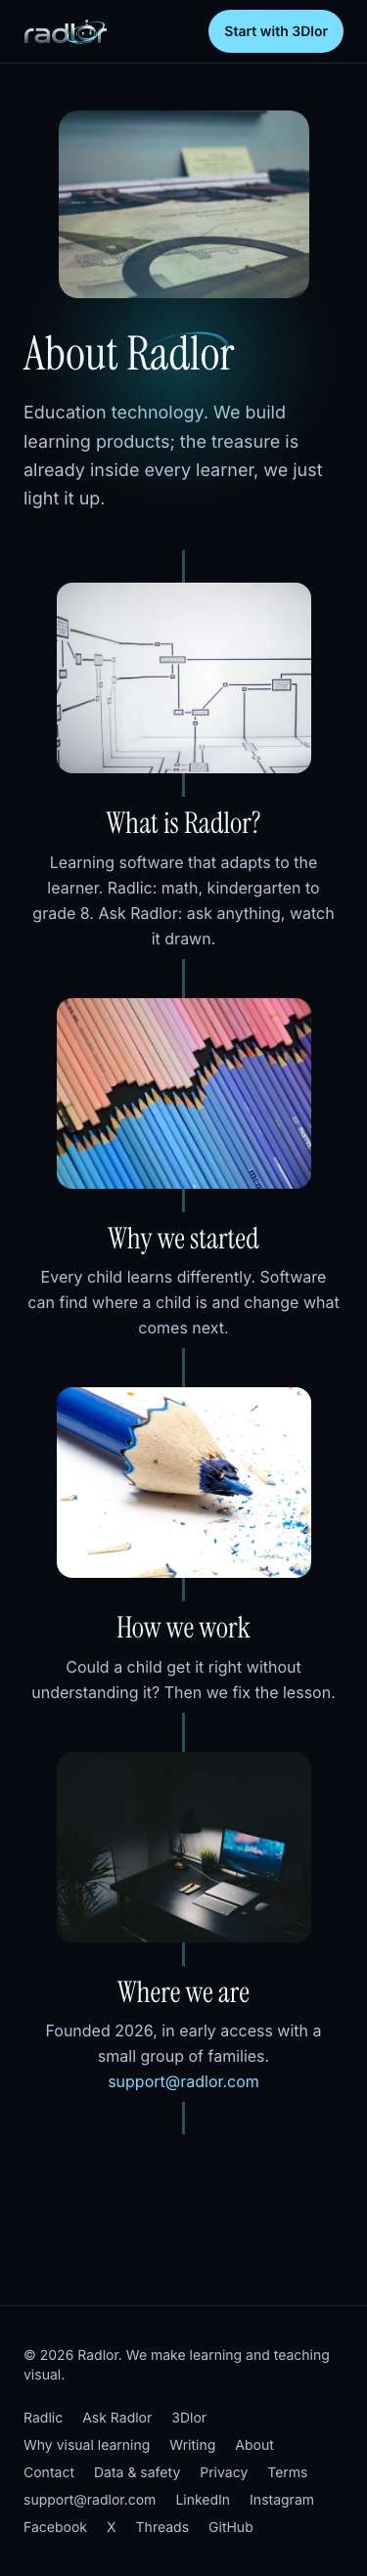 radlor
Start with 3Dlor
About Radlor
Education technology. We build
learning products; the treasure is
already inside every learner, we just
light it up.
What is Radlor?
Learning software that adapts to the
learner. Radlic: math, kindergarten to
grade 8. Ask Radlor: ask anything, watch
it drawn.
Why we started
Every child learns differently. Software
can find where a child is and change what
comes next.
How we work
Could a child get it right without
understanding it? Then we fix the lesson.
Where we are
Founded 2026, in early access with a
small group of families.
support@radlor.com
© 2026 Radlor. We make learning and teaching
visual.
Radlic Ask Radlor 3Dlor
Why visual learning Writing About
Contact Data & safety Privacy Terms
support@radlor.com LinkedIn Instagram
Facebook X Threads GitHub